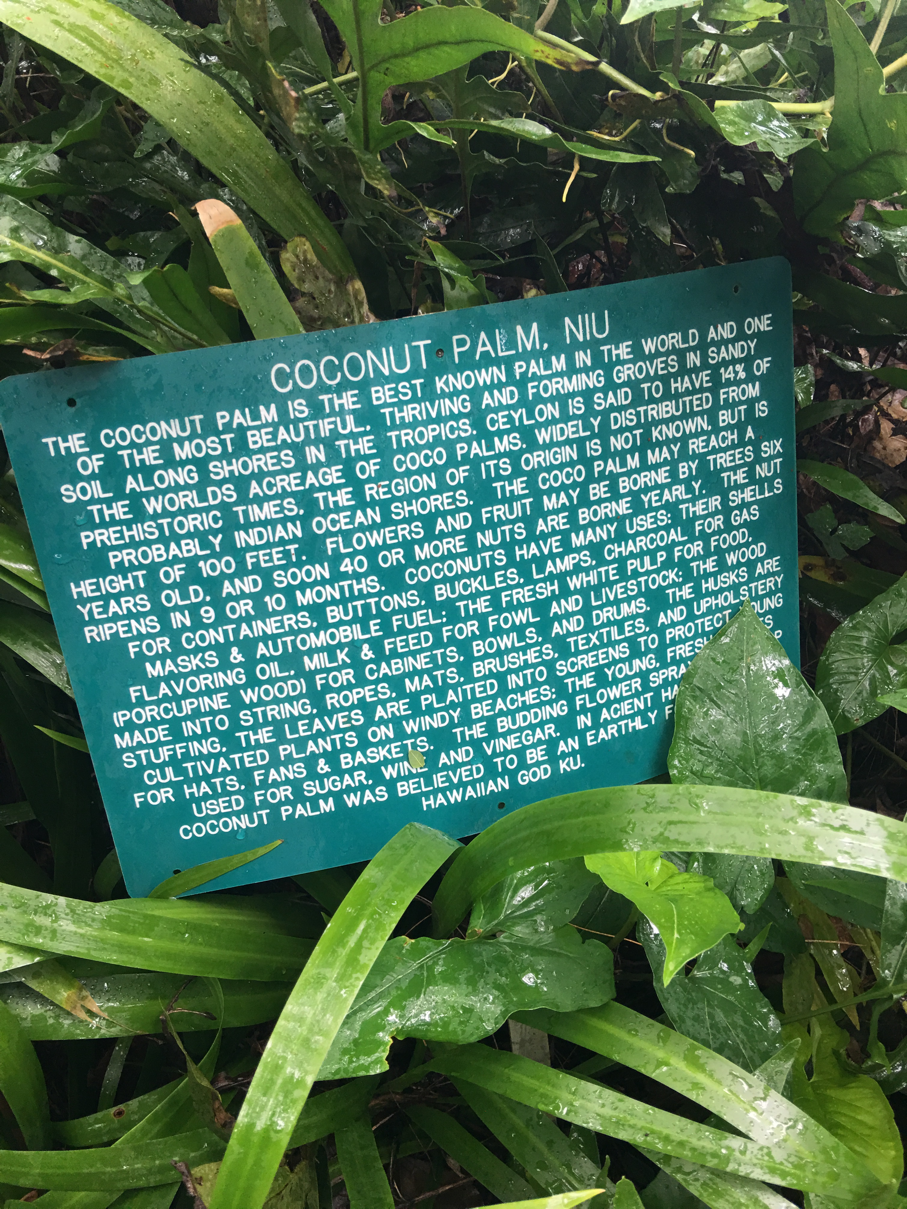 COCONUT PALM, NIU
THE COCONUT PALM IS THE BEST KNOWN PALM IN THE WORLD AND ONE
OF THE MOST BEAUTIFUL. THRIVING AND FORMING GROVES IN SANDY
SOIL ALONG SHORES IN THE TROPICS. CEYLON IS SAID TO HAVE 14% OF
THE WORLDS ACREAGE OF COCO PALMS. WIDELY DISTRIBUTED FROM
PREHISTORIC TIMES. THE REGION OF ITS ORIGIN IS NOT KNOWN, BUT IS
PROBABLY INDIAN OCEAN SHORES. THE COCO PALM MAY REACH A
HEIGHT OF 100 FEET. FLOWERS AND FRUIT MAY BE BORNE BY TREES SIX
YEARS OLD, AND SOON 40 OR MORE NUTS ARE BORNE YEARLY. THE NUT
RIPENS IN 9 OR 10 MONTHS. COCONUTS HAVE MANY USES: THEIR SHELLS
FOR CONTAINERS, BUTTONS, BUCKLES, LAMPS, CHARCOAL FOR GAS
MASKS & AUTOMOBILE FUEL; THE FRESH WHITE PULP FOR FOOD,
FLAVORING OIL, MILK & FEED FOR FOWL AND LIVESTOCK; THE WOOD
(PORCUPINE WOOD) FOR CABINETS, BOWLS, AND DRUMS. THE HUSKS ARE
MADE INTO STRING, ROPES, MATS, BRUSHES, TEXTILES, AND UPHOLSTERY
STUFFING. THE LEAVES ARE PLAITED INTO SCREENS TO PROTECT
CULTIVATED PLANTS ON WINDY BEACHES; THE YOUNG, FRESH
FOR HATS, FANS & BASKETS. THE BUDDING FLOWER
USED FOR SUGAR, WINE AND VINEGAR. IN ACIENT
COCONUT PALM WAS BELIEVED TO BE AN EARTHLY
HAWAIIAN GOD KU.